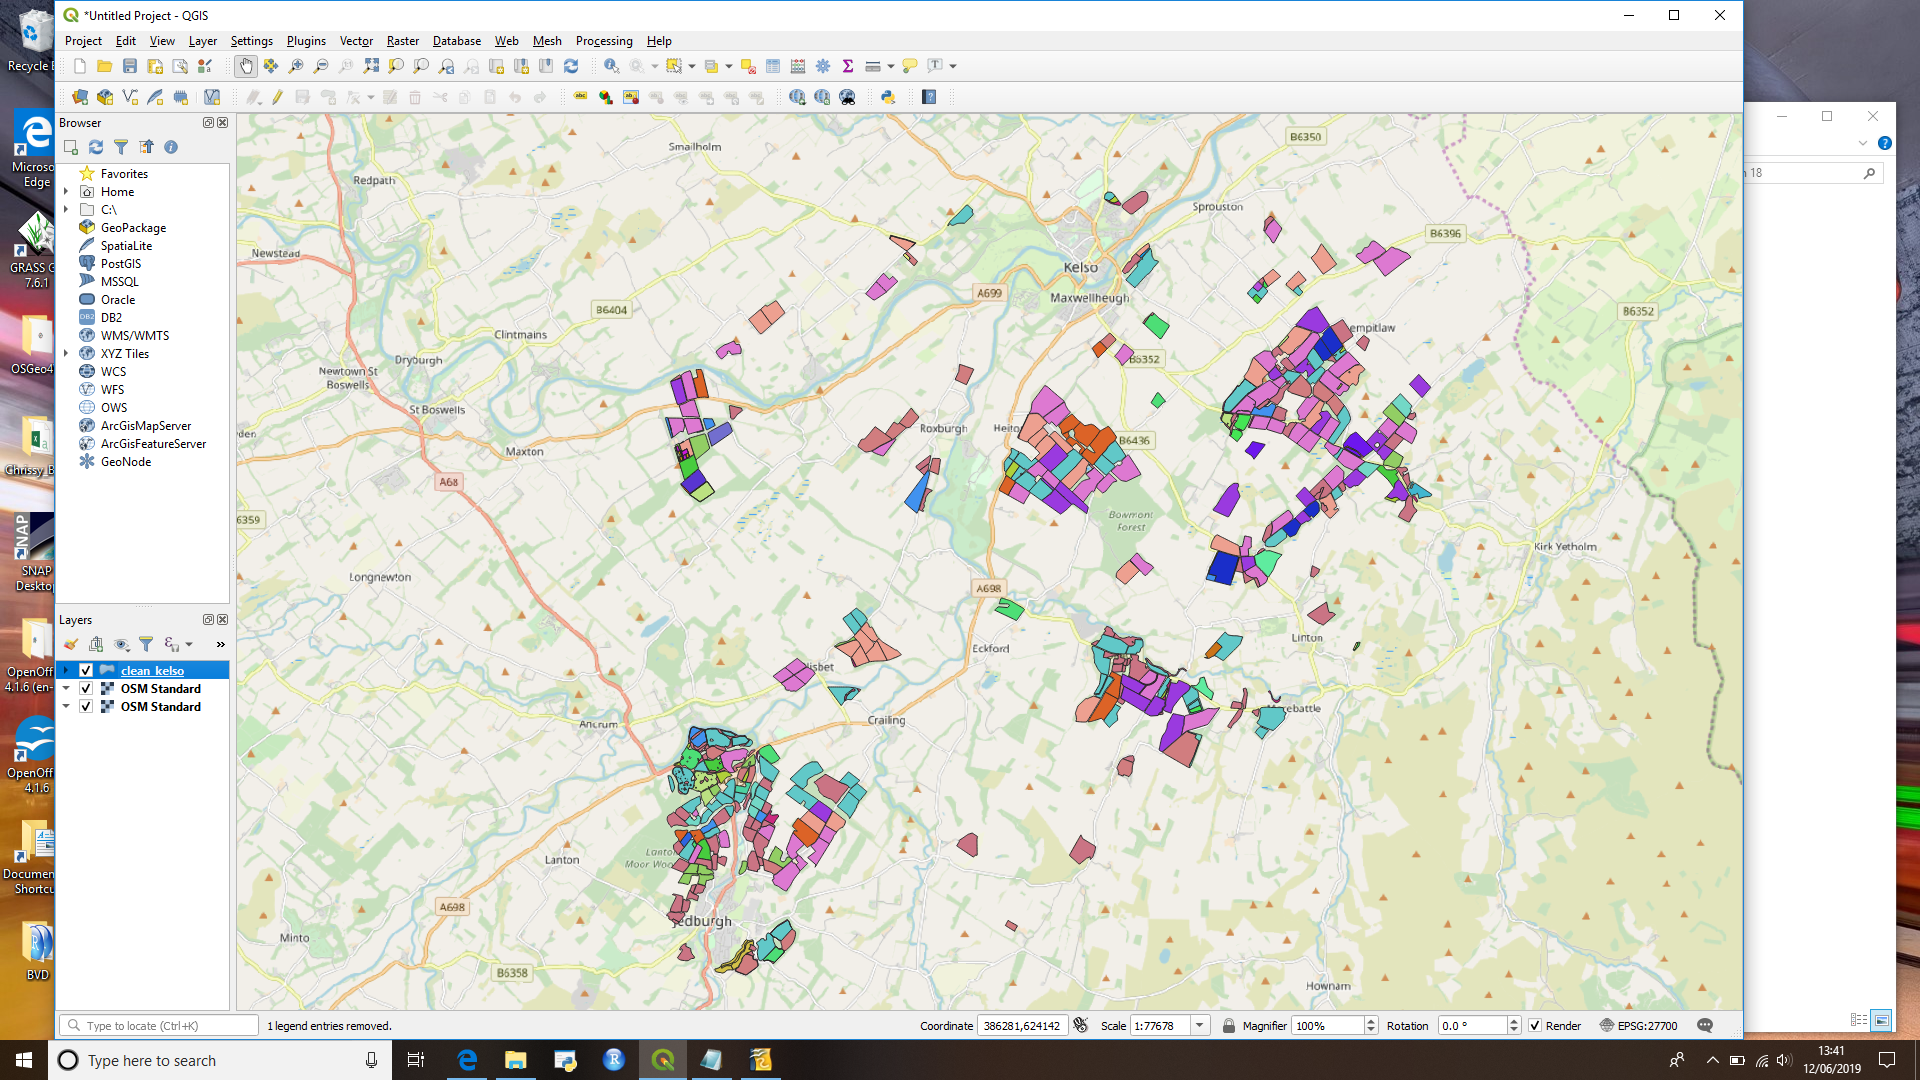 *Untitled Project - QGIS
Project Edit View Layer Settings Plugins Vector Raster Database Web Mesh Processing Help
Browser
Favorites
Home
C:\
GeoPackage
SpatiaLite
PostGIS
MSSQL
Oracle
DB2
WMS/WMTS
XYZ Tiles
WCS
WFS
OWS
ArcGisMapServer
ArcGisFeatureServer
GeoNode
Layers
»
clean_kelso
OSM Standard
OSM Standard
Recycle
Microso
Edge
GRASS G
7.6.1
OSGeo4
Chrissy_B
SNAP
SNAP
Deskto
OpenOff
4.1.6 (en-
OpenOff
4.1.6
Docume
Shortcu
BVD
Smailholm
B6350
Redpath
Sprouston
B6396
Newstead
Kelso
A699
Maxwellheugh
B6404
B6352
Clintmains
empitlaw
Dryburgh
B6352
Newtown St
Boswells
St Boswells
Roxburgh
Heito
B6436
Maxton
A68
Bowmont
Forest
6359
Kirk Yetholm
Longnewton
A698
Linton
Eckford
isbet
Ancrum
Crailing
ebattle
Lanton
Lanton
Moor Woo
A698
Jedburgh
Minto
B6358
Hownam
n 18
Type to locate (Ctrl+K)
1 legend entries removed.
Coordinate 386281,624142
Scale 1:77678
Magnifier 100%
Rotation 0.0 °
Render
EPSG:27700
Type here to search
13:41
12/06/2019